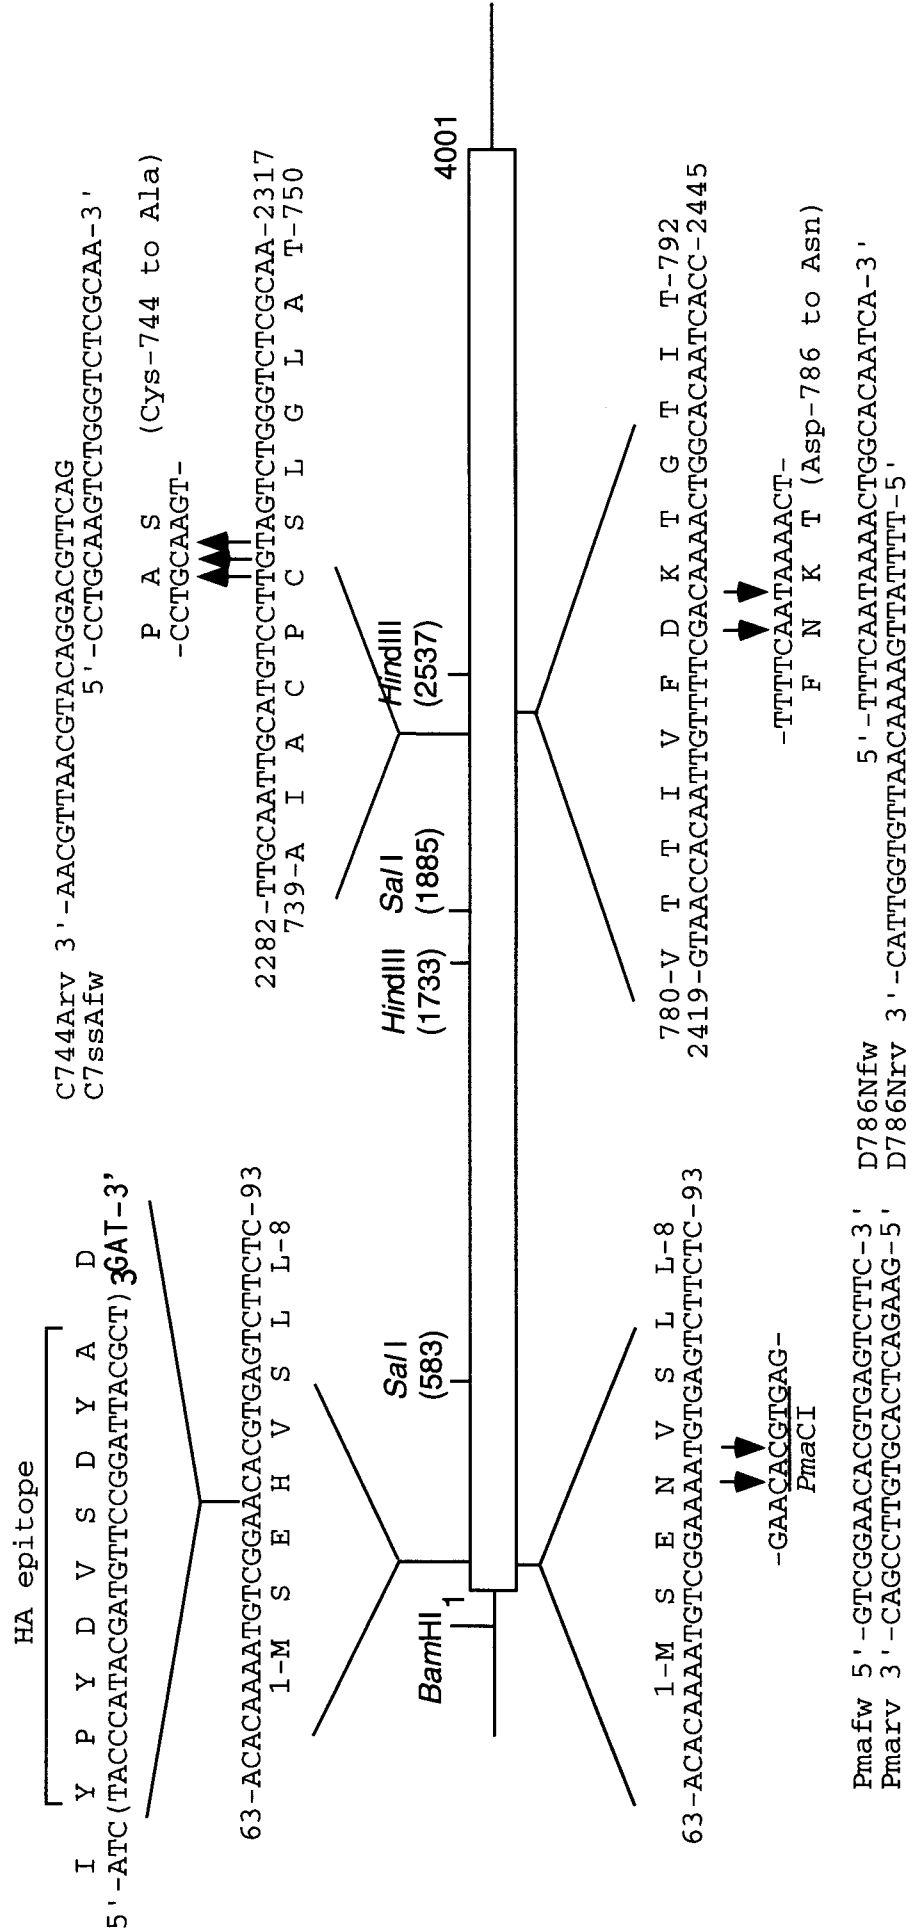 HA epitope
I Y P Y D V S D Y A D
5'-ATC(TACCCATACGATGTTCCGGATTACGCT)3GAT-3'
63-ACACAAAATGTCGGAACACGTGAGTCTTCTC-93
1-M S E H V S L L-8
C744Arv 3'-AACGTTAACGTACAGGACGTTCAG
C7ssAfw 5'-CCTGCAAGTCTGGGTCTCGCAA-3'
P A S (Cys-744 to Ala)
-CCTGCAAGT-
2282-TTGCAATTGCATGTCCTTGTAGTCTGGGTCTCGCAA-2317
739-A I A C P C S L G L A T-750
BamHI
1
SalI
(583)
HindIII
(1733)
SalI
(1885)
HindIII
(2537)
4001
1-M S E N V S L L-8
63-ACACAAAATGTCGGAAAATGTGAGTCTTCTC-93
-GAACACGTGAG-
PmaCI
Pmafw 5'-GTCGGAACACGTGAGTCTTC-3'
Pmarv 3'-CAGCCTTGTGCACTCAGAAG-5'
780-V T T I V F D K T G T I T-792
2419-GTAACCACAATTGTTTTCGACAAAACTGGCACAATCACC-2445
-TTTTCAATAAAACT-
F N K T (Asp-786 to Asn)
D786Nfw 5'-TTTCAATAAAACTGGCACAATCA-3'
D786Nrv 3'-CATTGGTGTTAACAAAAGTTATTTT-5'